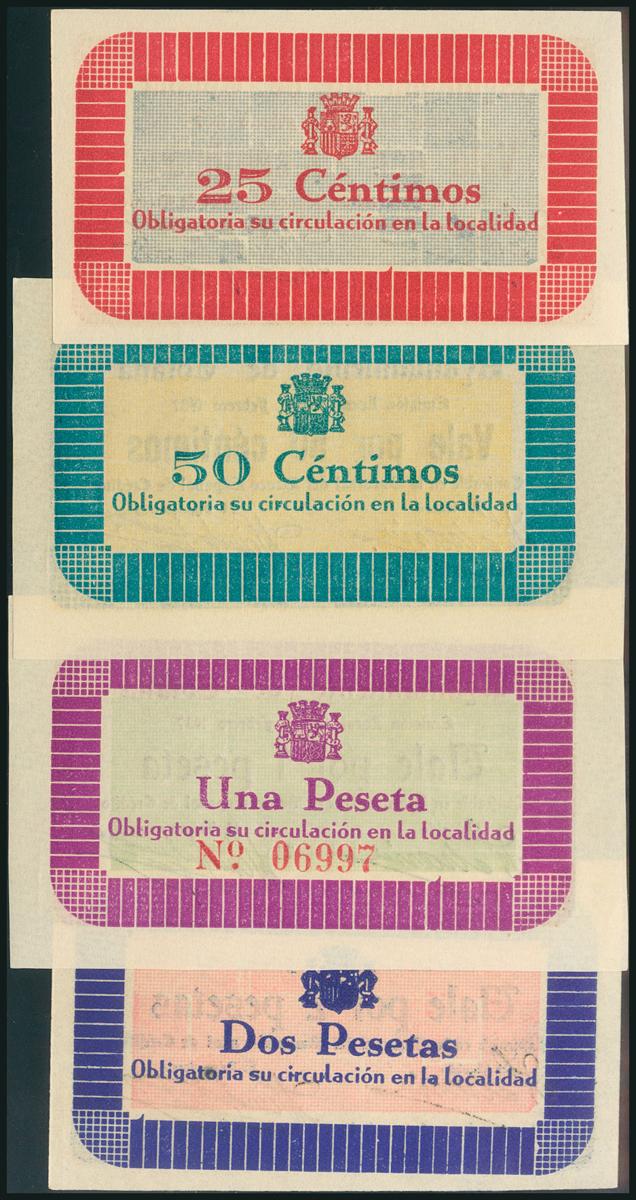 25 Céntimos
Obligatoria su circulación en la localidad
50 Céntimos
Obligatoria su circulación en la localidad
Una Peseta
Obligatoria su circulación en la localidad
Nº 06997
Dos Pesetas
Obligatoria su circulación en la localidad